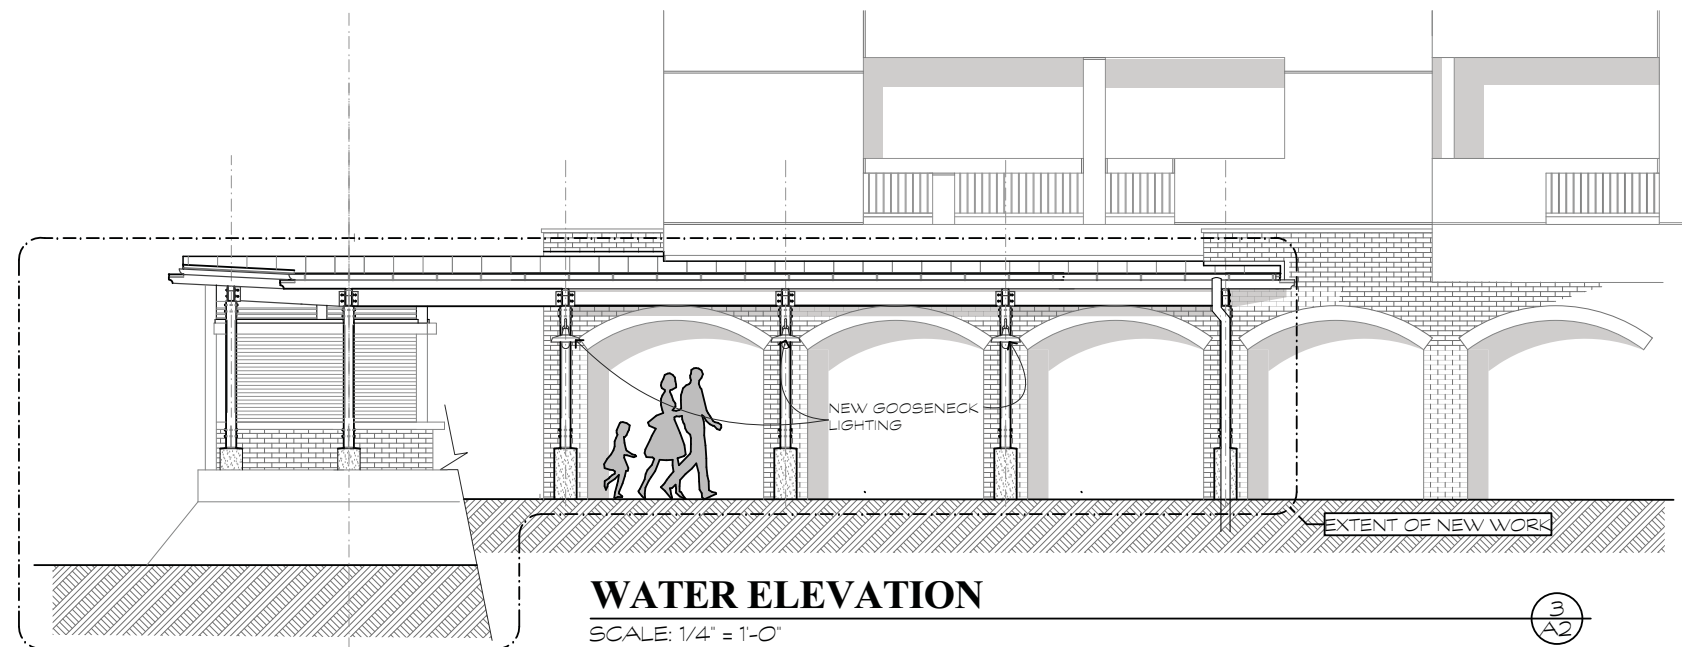 NEW GOOSENECK
LIGHTING
EXTENT OF NEW WORK
WATER ELEVATION
SCALE: 1/4" = 1'-0"
3
A2